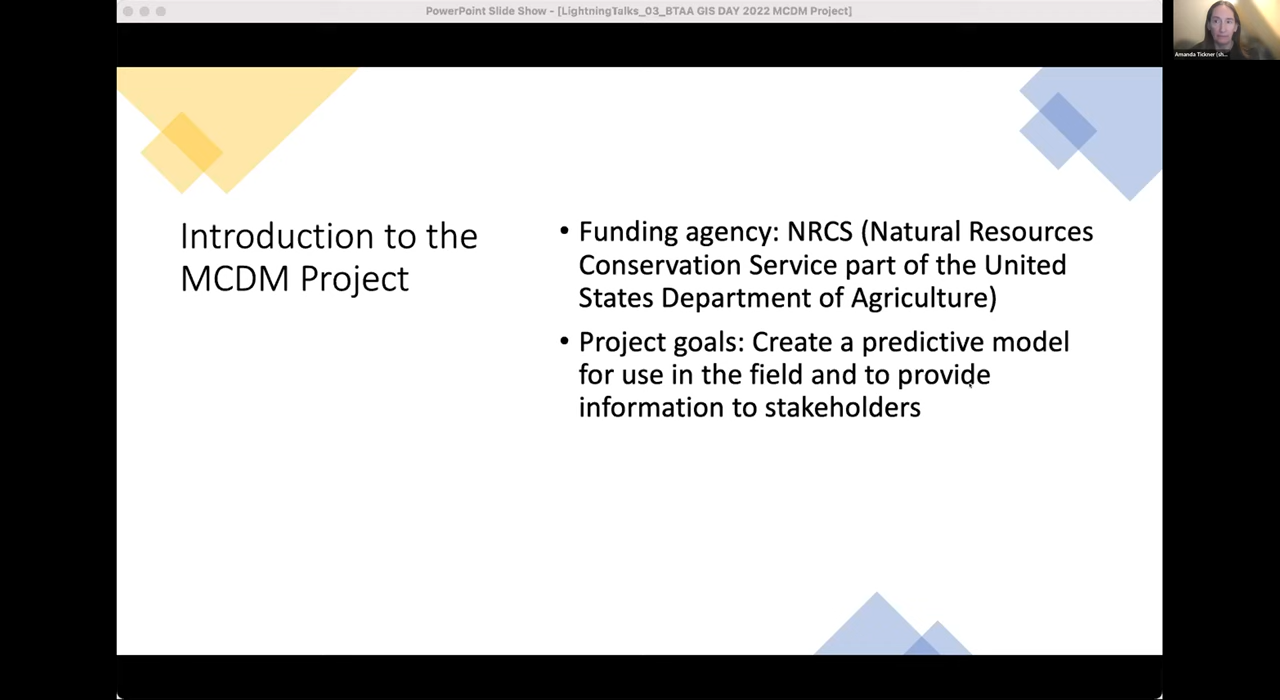 PowerPoint Slide Show - [LightningTalks_03_BTAA GIS DAY 2022 MCDM Project]
Amanda Tickner (sh...
Introduction to the
MCDM Project
• Funding agency: NRCS (Natural Resources
Conservation Service part of the United
States Department of Agriculture)
• Project goals: Create a predictive model
for use in the field and to provide
information to stakeholders